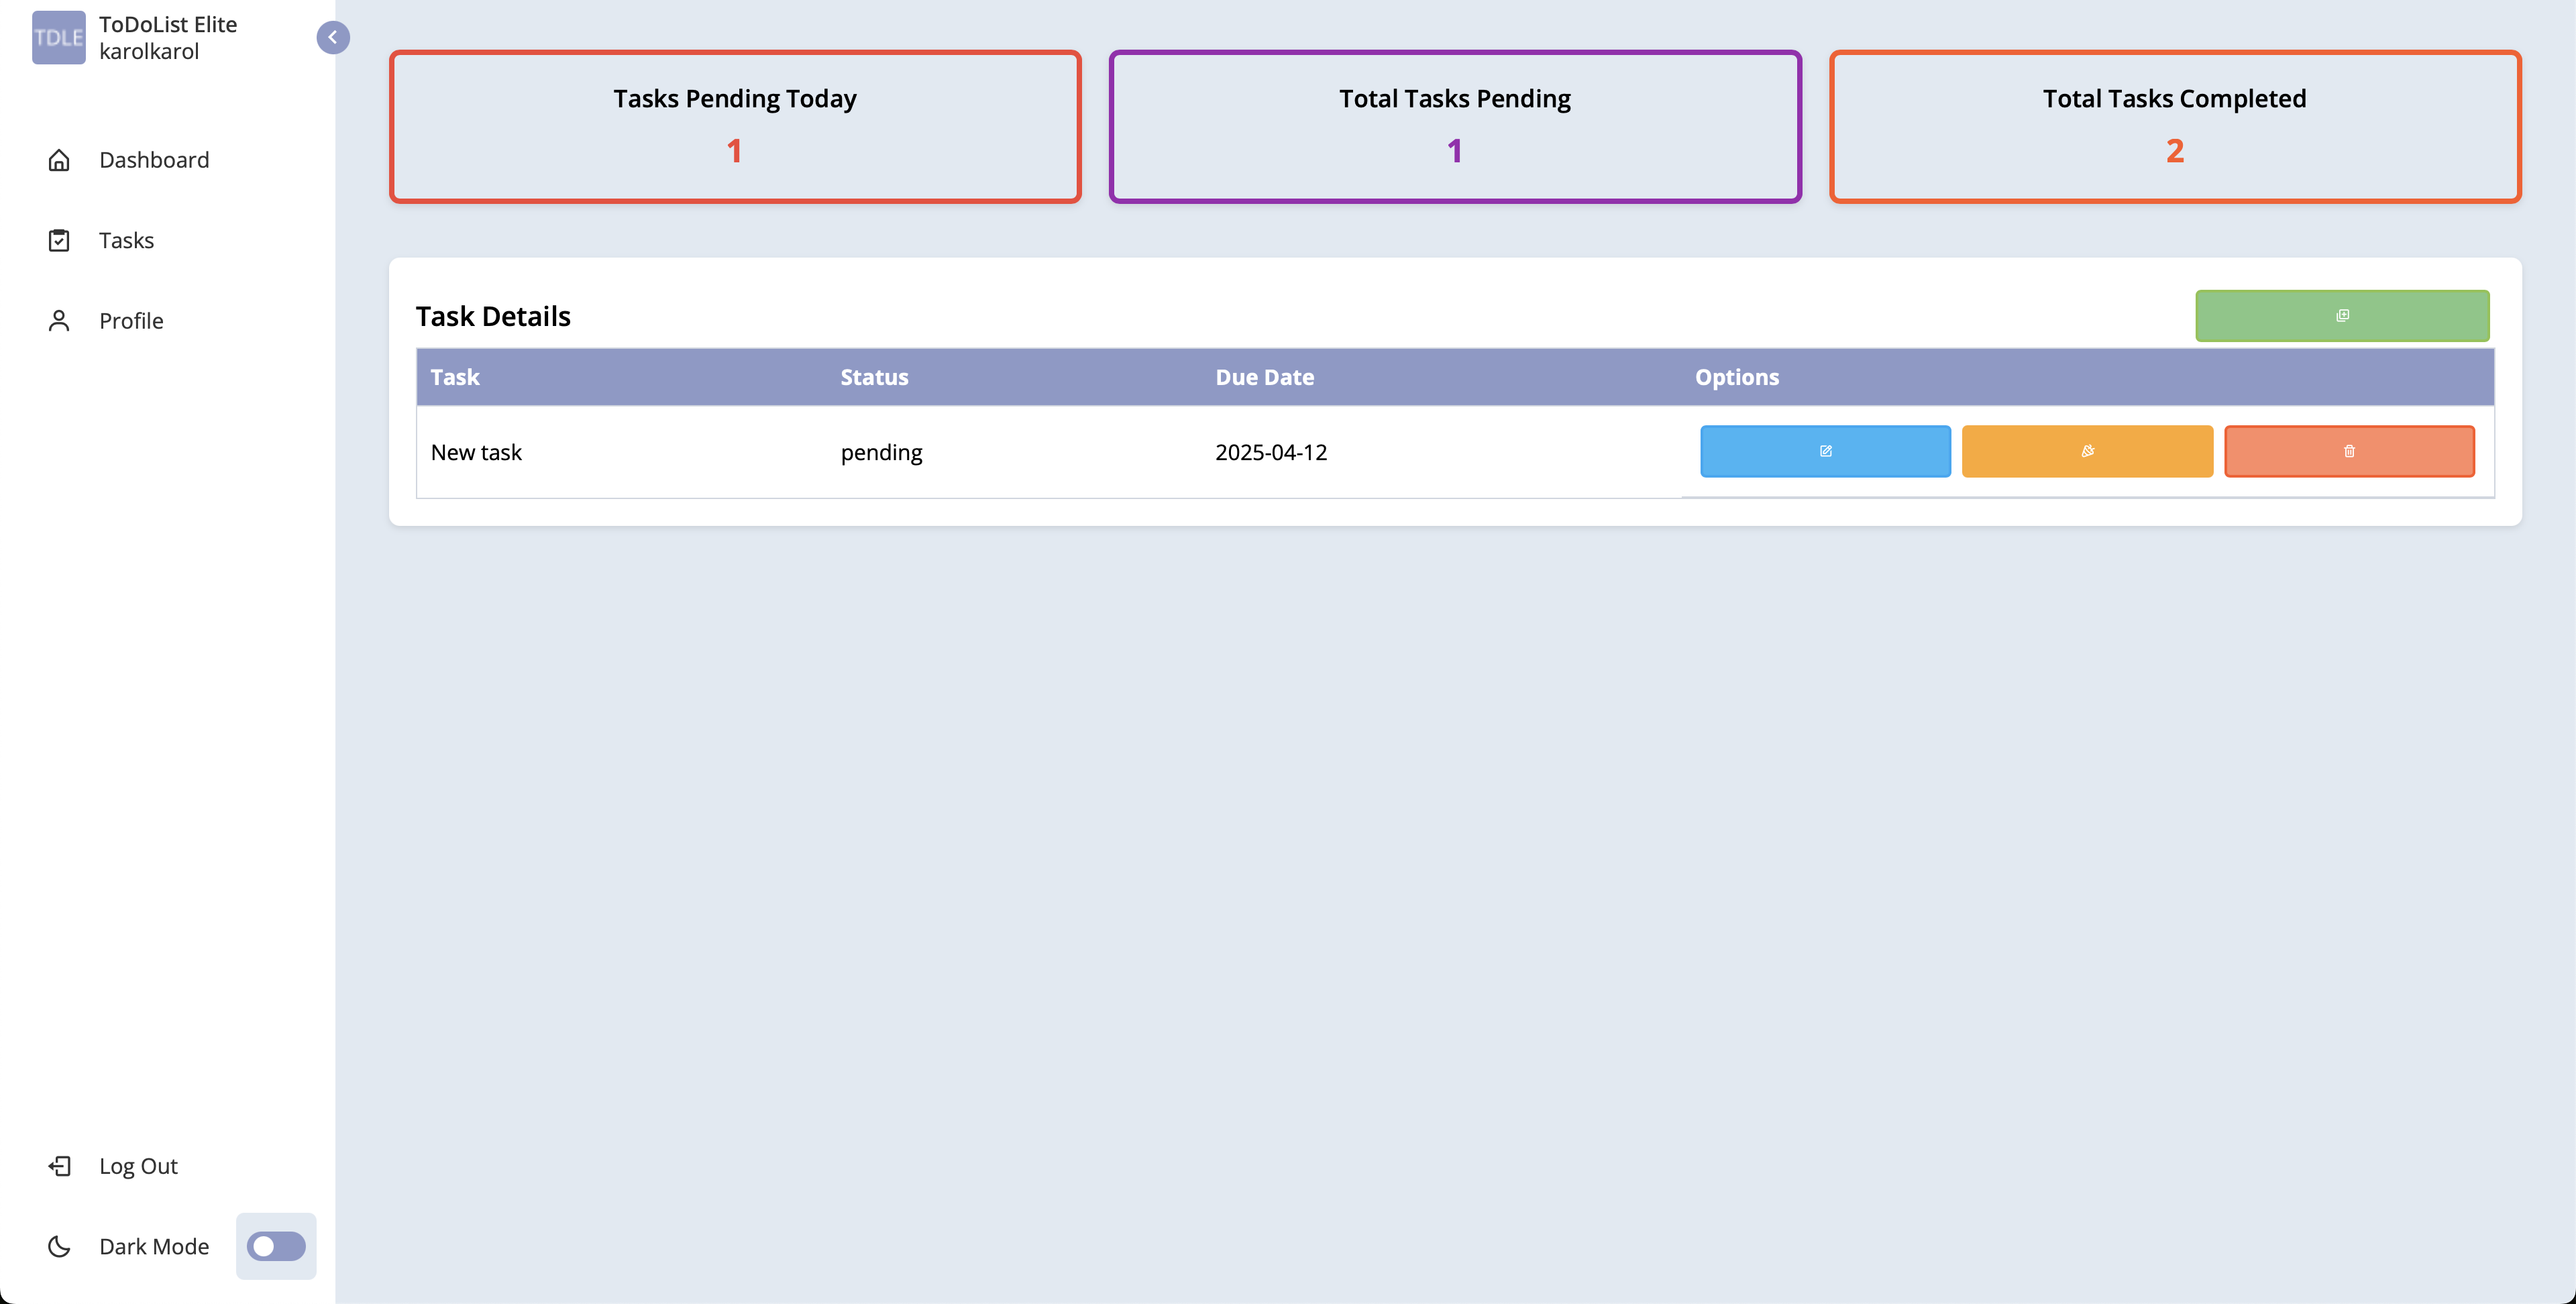 TDLE
ToDoList Elite
karolkarol
Dashboard
Tasks
Profile
Log Out
Dark Mode
Tasks Pending Today
1
Total Tasks Pending
1
Total Tasks Completed
2
Task Details
Task Status Due Date Options
New task pending 2025-04-12